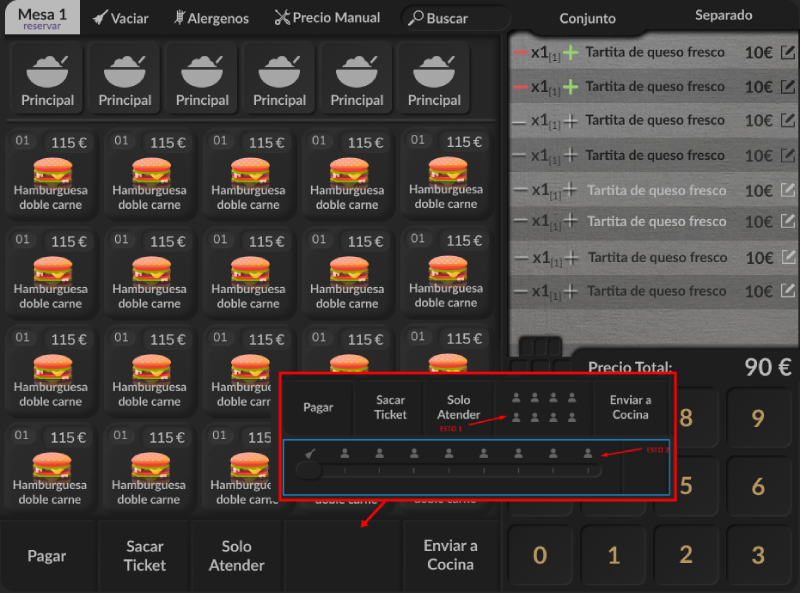 Mesa 1
reservar
Vaciar
Alergenos
Precio Manual
Buscar
Conjunto
Separado
Principal
Principal
Principal
Principal
Principal
Principal
x1[1] Tartita de queso fresco 10€
x1[1] Tartita de queso fresco 10€
x1[1] Tartita de queso fresco 10€
x1[1] Tartita de queso fresco 10€
x1[1] Tartita de queso fresco 10€
x1[1] Tartita de queso fresco 10€
x1[1] Tartita de queso fresco 10€
x1[1] Tartita de queso fresco 10€
01 115 €
Hamburguesa
doble carne
01 115 €
Hamburguesa
doble carne
01 115 €
Hamburguesa
doble carne
01 115 €
Hamburguesa
doble carne
01 115 €
Hamburguesa
doble carne
01 115 €
Hamburguesa
doble carne
01 115 €
Hamburguesa
doble carne
01 115 €
Hamburguesa
doble carne
01 115 €
Hamburguesa
doble carne
01 115 €
Hamburguesa
doble carne
01 115 €
Hamburguesa
doble carne
01 115 €
Hamburguesa
doble carne
01 115 €
01 115 €
01 115 €
01 115 €
Hamburguesa
doble carne
01 115 €
Hamburguesa
doble carne
01 115 €
doble carne
Precio Total: 90 €
Pagar
Sacar
Ticket
Solo
Atender
ESTO 1
Enviar a
Cocina
ESTO 2
8
9
5
6
0
1
2
3
Pagar
Sacar
Ticket
Solo
Atender
Enviar a
Cocina